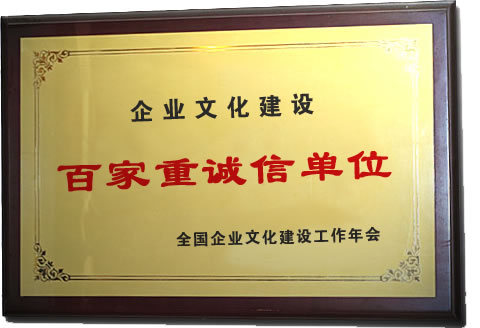 企业文化建设
百家重诚信单位
全国企业文化建设工作年会